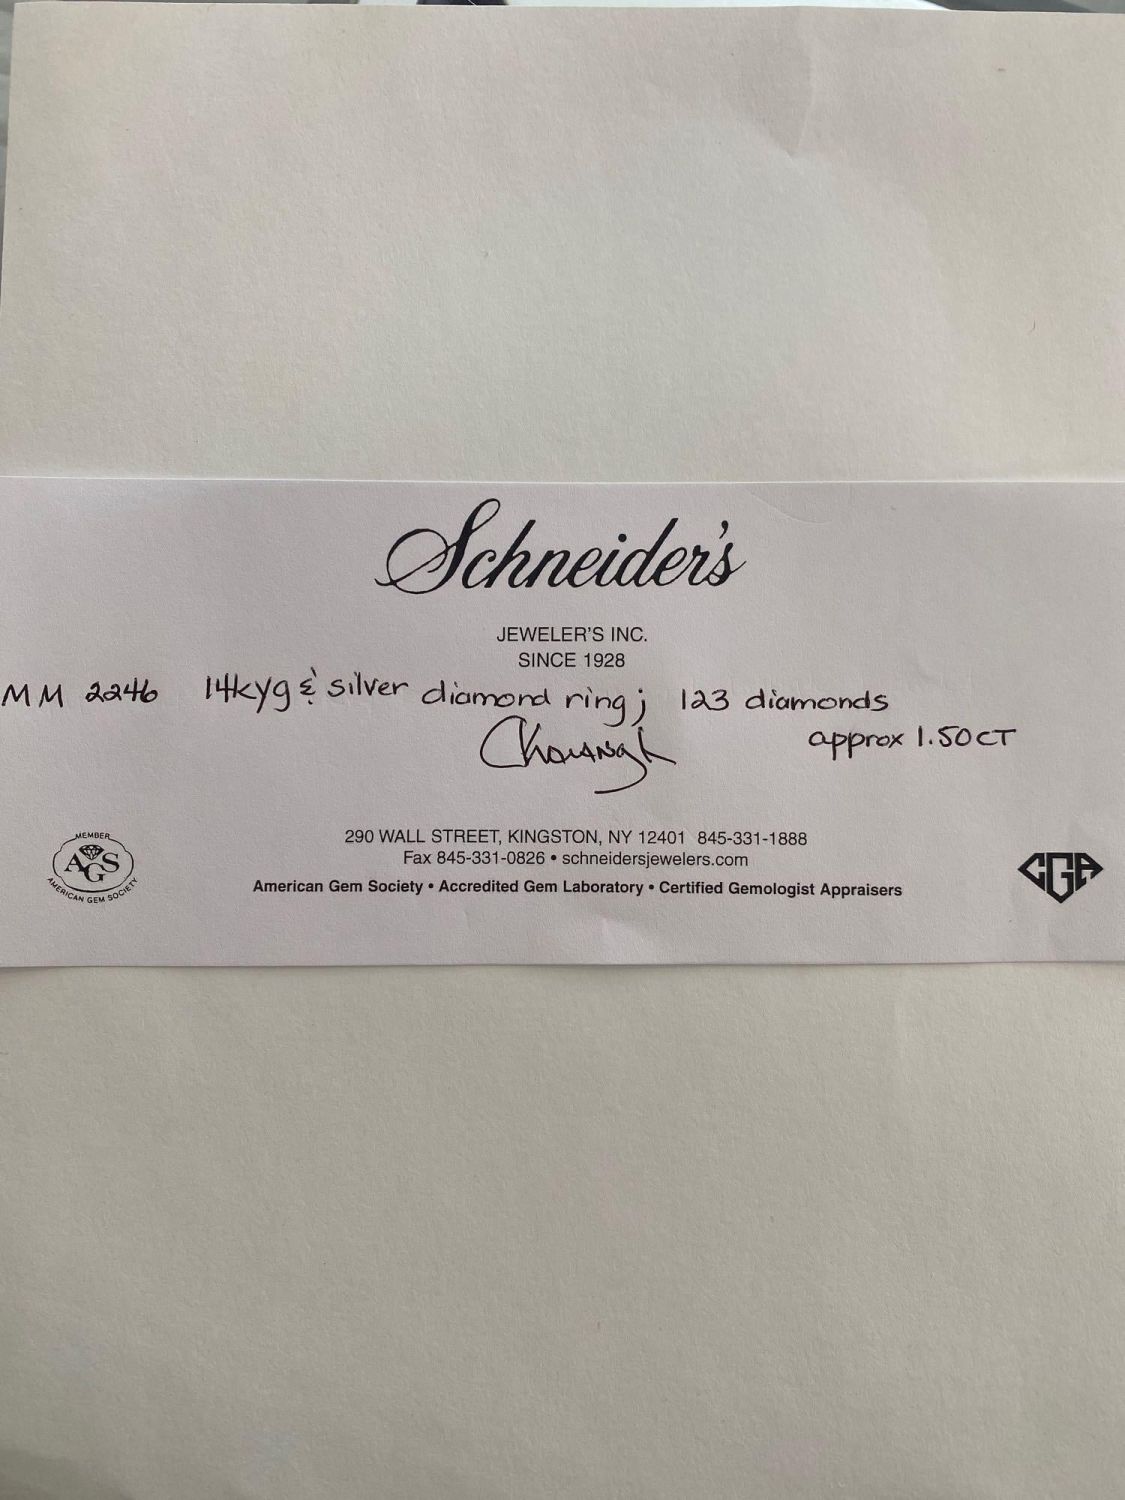 Schneider's
JEWELER'S INC.
SINCE 1928
MM 2246 14kyg & silver diamond ring; 123 diamonds
approx 1.50CT
290 WALL STREET, KINGSTON, NY 12401 845-331-1888
Fax 845-331-0826 • schneidersjewelers.com
American Gem Society • Accredited Gem Laboratory • Certified Gemologist Appraisers
MEMBER
AGS
AMERICAN GEM SOCIETY
CGA